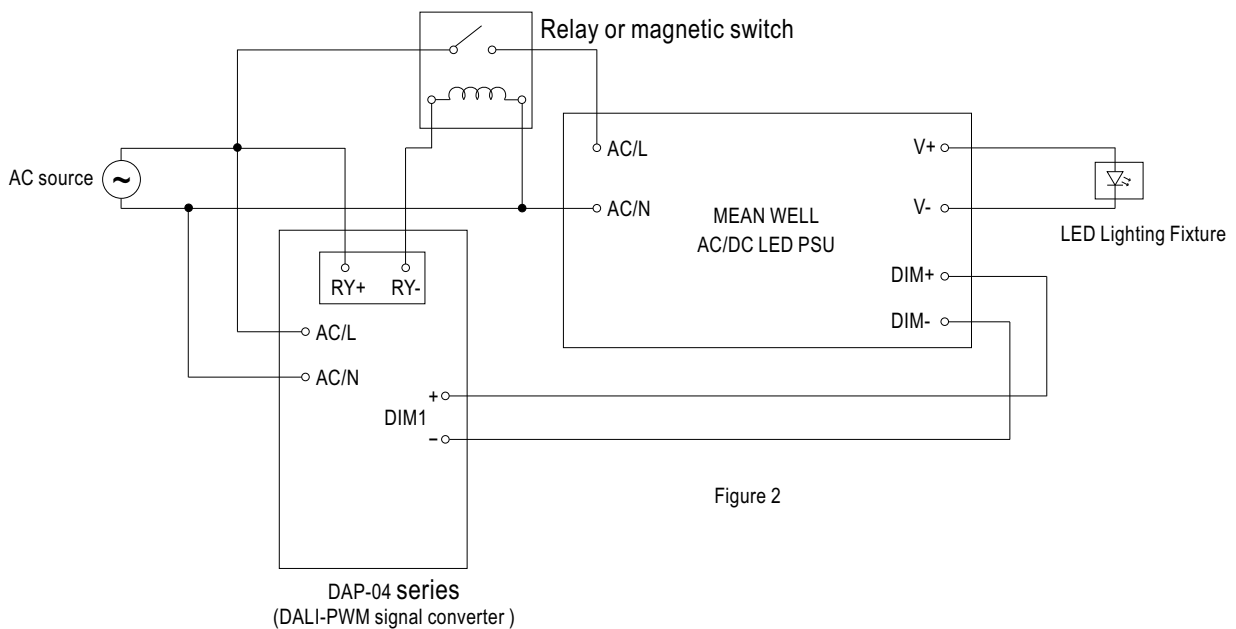 Relay or magnetic switch
AC source
~
AC/L
AC/N
MEAN WELL
AC/DC LED PSU
V+
V-
DIM+
DIM-
LED Lighting Fixture
RY+ RY-
AC/L
AC/N
+
DIM1
−
Figure 2
DAP-04 series
(DALI-PWM signal converter )